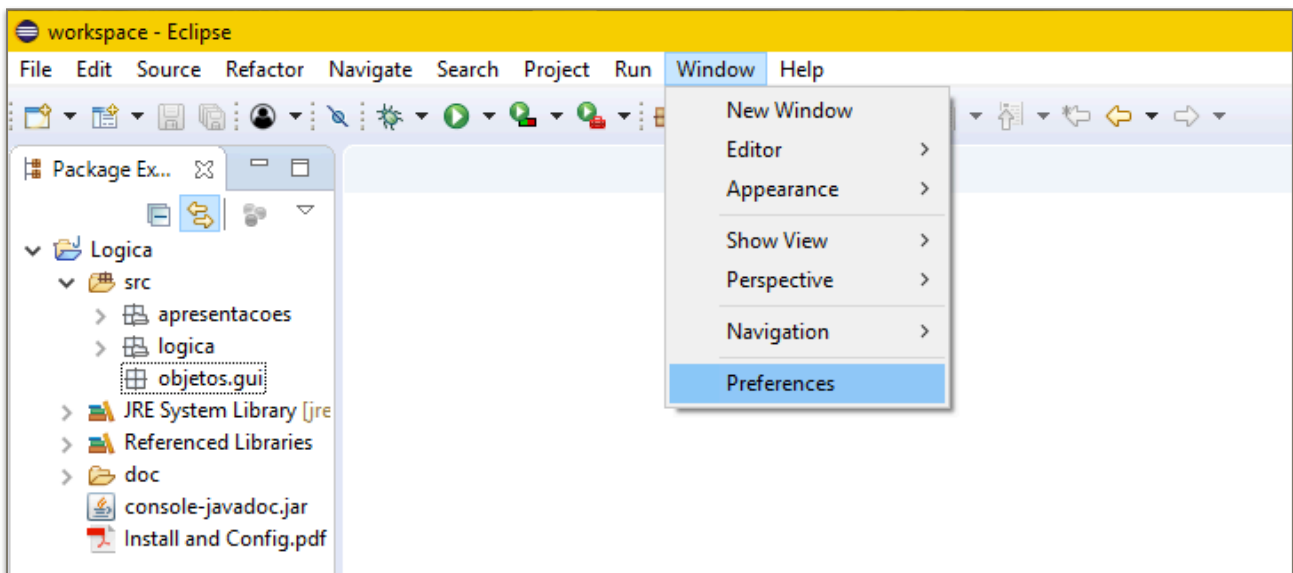 workspace - Eclipse
File Edit Source Refactor Navigate Search Project Run Window Help
New Window
Editor
Appearance
Show View
Perspective
Navigation
Preferences
Package Ex...
Logica
src
apresentacoes
logica
objetos.gui
JRE System Library [jre
Referenced Libraries
doc
console-javadoc.jar
Install and Config.pdf